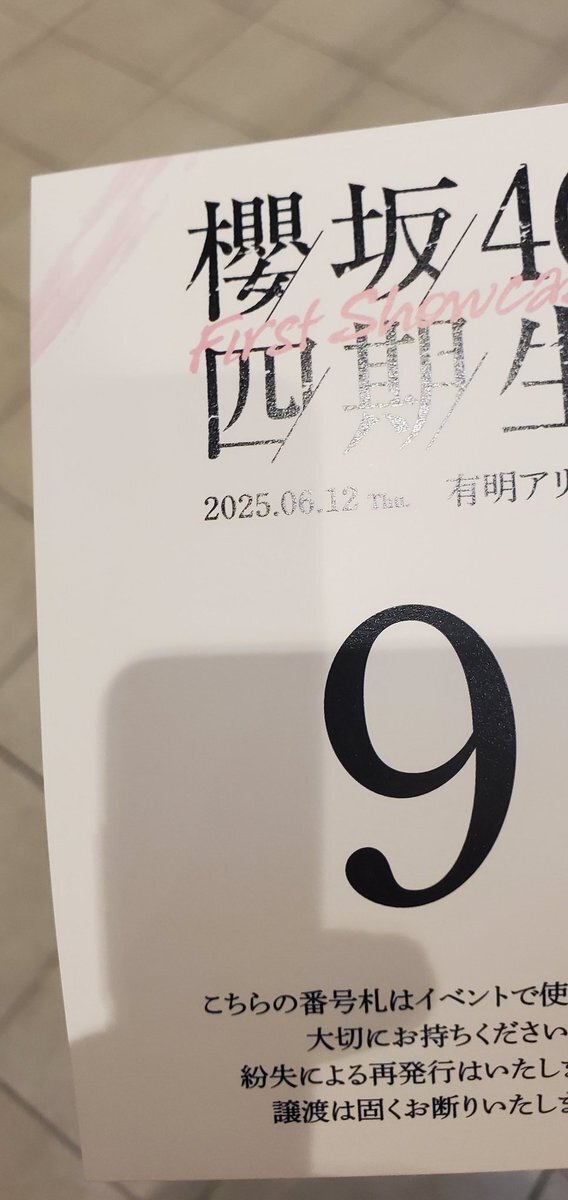 櫻坂4
First Showca
四期生
2025.06.12 Thu. 有明アリ
9
こちらの番号札はイベントで使
大切にお持ちください
紛失による再発行はいたしま
譲渡は固くお断りいたしま